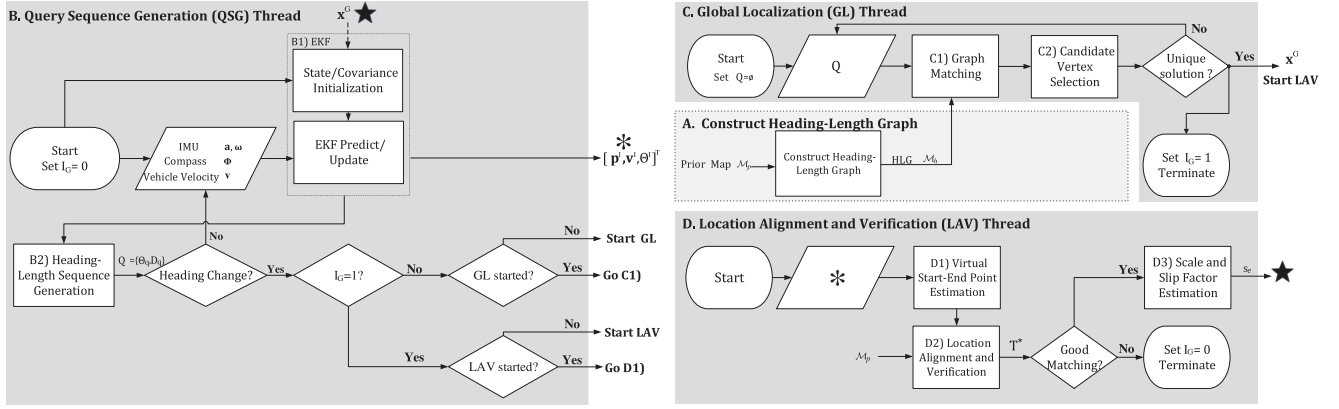 B. Query Sequence Generation (QSG) Thread
x^G ★
B1) EKF
State/Covariance
Initialization
Start
Set I_G= 0
IMU a, ω
Compass Φ
Vehicle Velocity v
EKF Predict/
Update
*
[ p^I,v^I,Θ^I]^T
B2) Heading-
Length Sequence
Generation
Q ={Θ_q,D_q}
Heading Change?
No
Yes
I_G=1?
No
Yes
GL started?
No
Start GL
Yes
Go C1)
LAV started?
No
Start LAV
Yes
Go D1)
C. Global Localization (GL) Thread
Start
Set Q=ø
Q
C1) Graph
Matching
C2) Candidate
Vertex
Selection
Unique
solution ?
No
Yes
x^G
Start LAV
Set I_G= 1
Terminate
A. Construct Heading-Length Graph
Prior Map ℳ_p
Construct Heading-
Length Graph
HLG ℳ_h
D. Location Alignment and Verification (LAV) Thread
Start
*
D1) Virtual
Start-End Point
Estimation
ℳ_p
D2) Location
Alignment and
Verification
T*
Good
Matching?
Yes
No
D3) Scale and
Slip Factor
Estimation
s_e ★
Set I_G= 0
Terminate